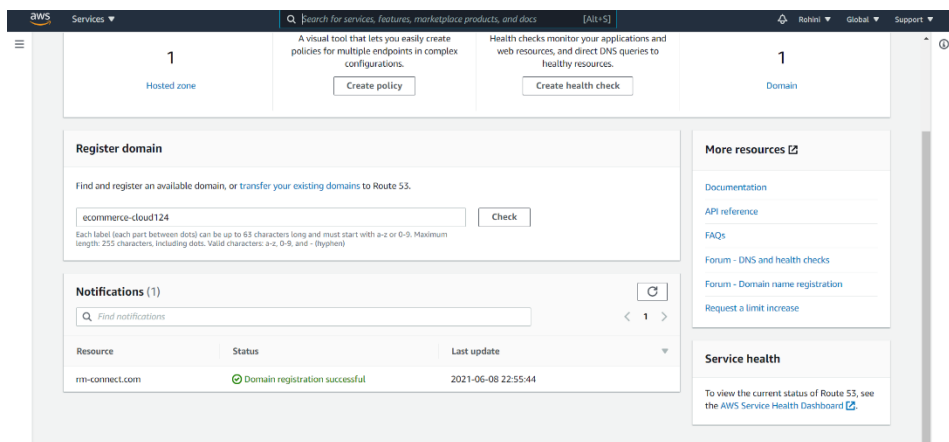 aws
Services ▼
Search for services, features, marketplace products, and docs [Alt+S]
Rohini ▼
Global ▼
Support ▼
1
Hosted zone
A visual tool that lets you easily create
policies for multiple endpoints in complex
configurations.
Create policy
Health checks monitor your applications and
web resources, and direct DNS queries to
healthy resources.
Create health check
1
Domain
Register domain
Find and register an available domain, or transfer your existing domains to Route 53.
ecommerce-cloud124
Check
Each label (each part between dots) can be up to 63 characters long and must start with a-z or 0-9. Maximum
length: 255 characters, including dots. Valid characters: a-z, 0-9, and - (hyphen)
Notifications (1)
Find notifications
< 1 >
Resource Status Last update
rm-connect.com Domain registration successful 2021-06-08 22:55:44
More resources
Documentation
API reference
FAQs
Forum - DNS and health checks
Forum - Domain name registration
Request a limit increase
Service health
To view the current status of Route 53, see
the AWS Service Health Dashboard.